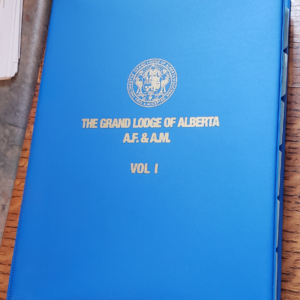 THE GRAND LODGE OF ALBERTA
A.F. & A.M.
VOL I